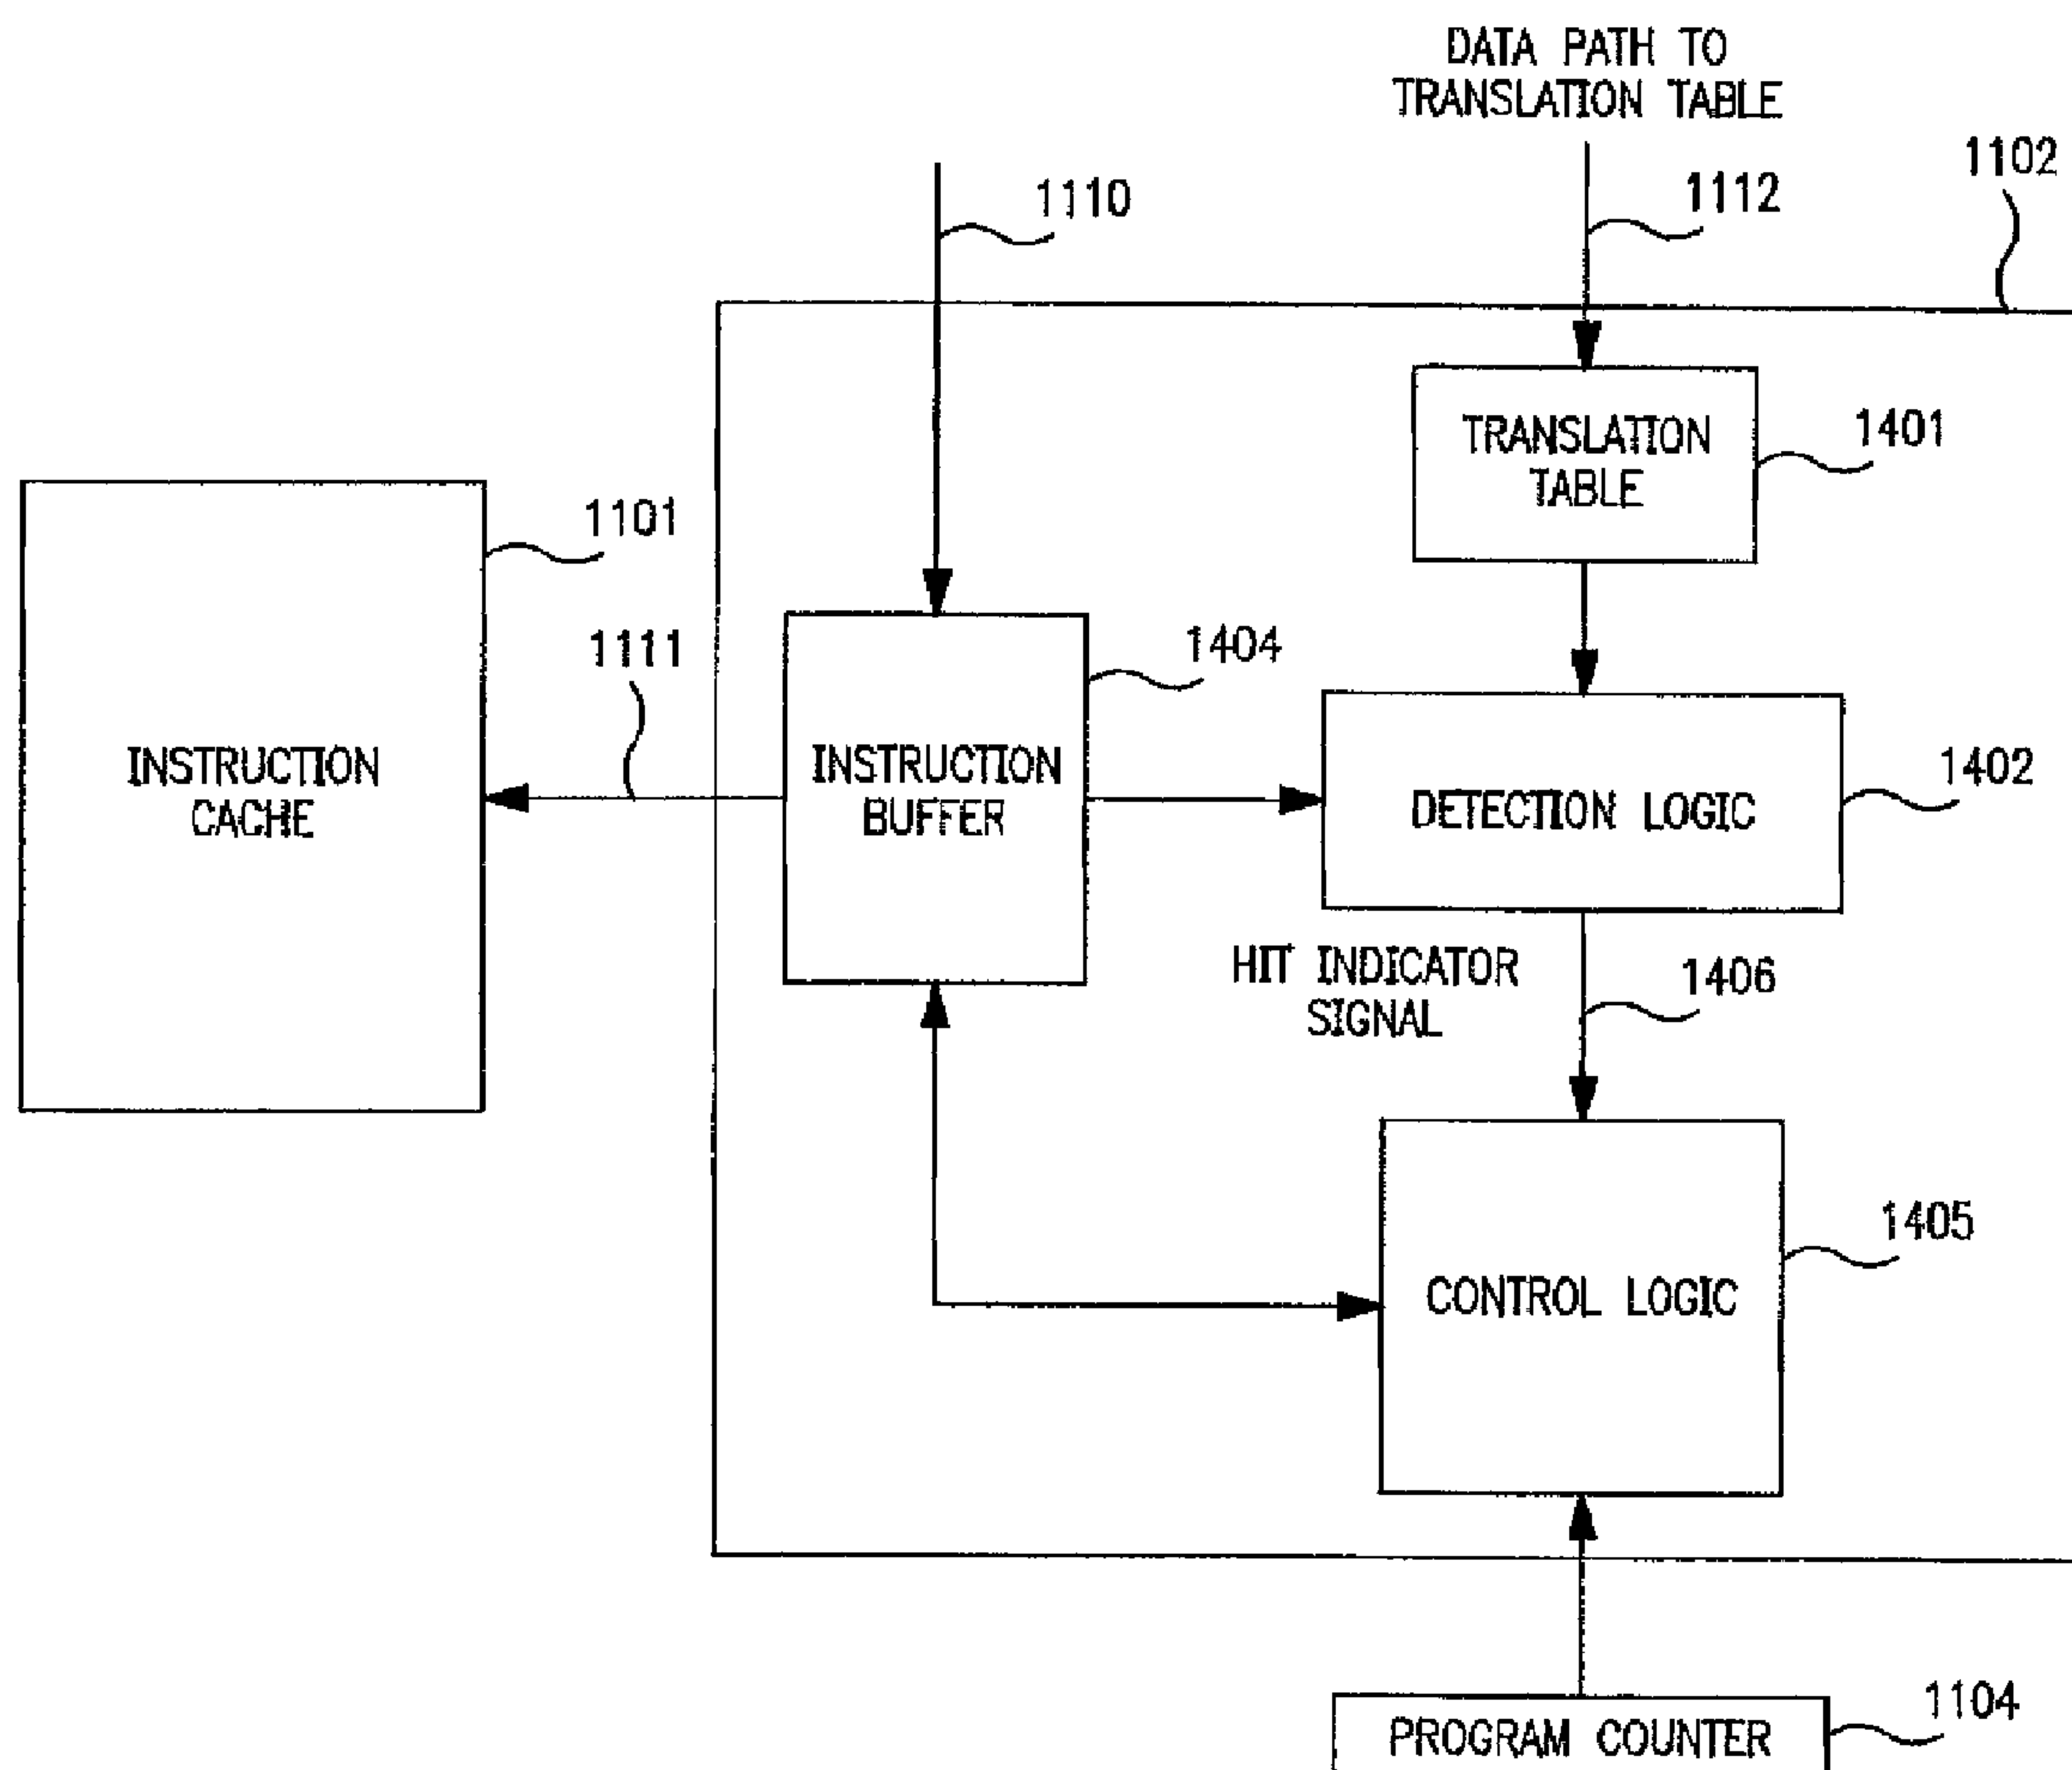 DATA PATH TO
TRANSLATION TABLE
1102
1110
1112
TRANSLATION
TABLE
1401
1101
1111
1404
INSTRUCTION
CACHE
INSTRUCTION
BUFFER
DETECTION LOGIC
1402
HIT INDICATOR
SIGNAL
1406
CONTROL LOGIC
1405
PROGRAM COUNTER
1104